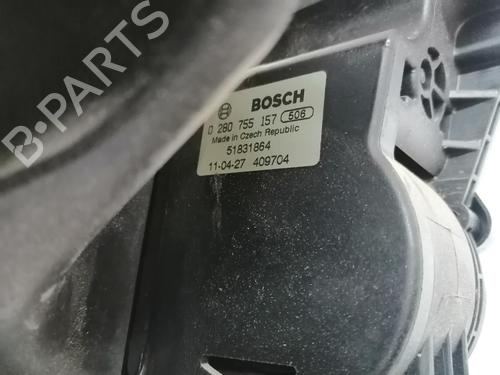 BOSCH
0 280 755 157 506
Made in Czech Republic
51831864
11-04-27 409704
B-PARTS